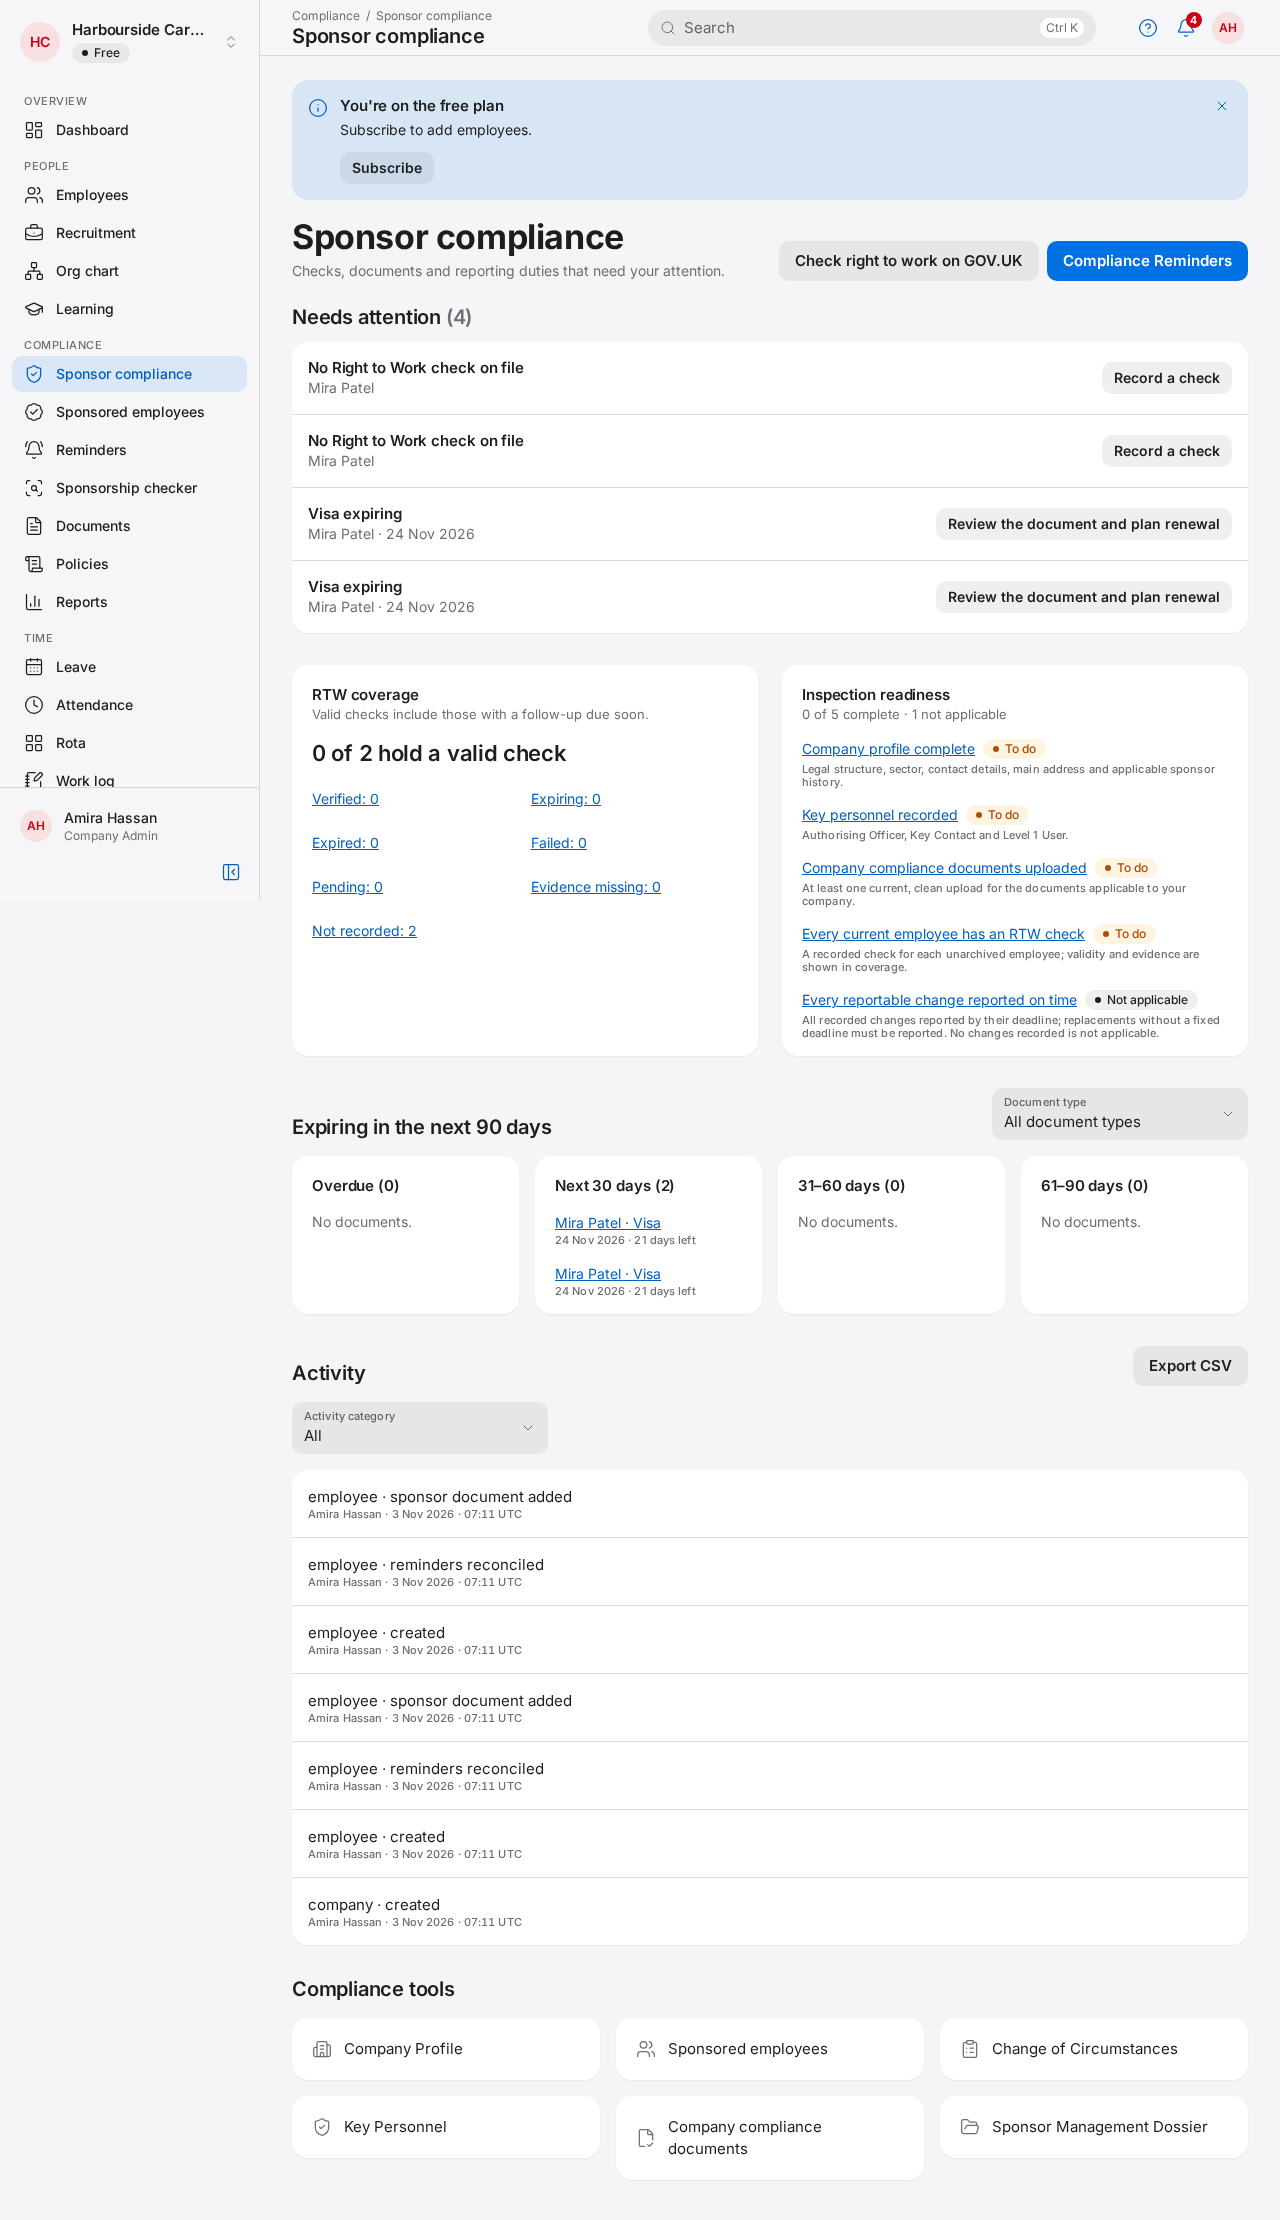 HC
Harbourside Car...
Free
OVERVIEW
Dashboard
PEOPLE
Employees
Recruitment
Org chart
Learning
COMPLIANCE
Sponsor compliance
Sponsored employees
Reminders
Sponsorship checker
Documents
Policies
Reports
TIME
Leave
Attendance
Rota
Work log
AH
Amira Hassan
Company Admin
Compliance / Sponsor compliance
Sponsor compliance
Search
Ctrl K
4
AH
You're on the free plan
Subscribe to add employees.
Subscribe
Sponsor compliance
Checks, documents and reporting duties that need your attention.
Check right to work on GOV.UK
Compliance Reminders
Needs attention (4)
No Right to Work check on file
Mira Patel
Record a check
No Right to Work check on file
Mira Patel
Record a check
Visa expiring
Mira Patel · 24 Nov 2026
Review the document and plan renewal
Visa expiring
Mira Patel · 24 Nov 2026
Review the document and plan renewal
RTW coverage
Valid checks include those with a follow-up due soon.
0 of 2 hold a valid check
Verified: 0
Expiring: 0
Expired: 0
Failed: 0
Pending: 0
Evidence missing: 0
Not recorded: 2
Inspection readiness
0 of 5 complete · 1 not applicable
Company profile complete
To do
Legal structure, sector, contact details, main address and applicable sponsor
history.
Key personnel recorded
To do
Authorising Officer, Key Contact and Level 1 User.
Company compliance documents uploaded
To do
At least one current, clean upload for the documents applicable to your
company.
Every current employee has an RTW check
To do
A recorded check for each unarchived employee; validity and evidence are
shown in coverage.
Every reportable change reported on time
Not applicable
All recorded changes reported by their deadline; replacements without a fixed
deadline must be reported. No changes recorded is not applicable.
Expiring in the next 90 days
Document type
All document types
Overdue (0)
No documents.
Next 30 days (2)
Mira Patel · Visa
24 Nov 2026 · 21 days left
Mira Patel · Visa
24 Nov 2026 · 21 days left
31–60 days (0)
No documents.
61–90 days (0)
No documents.
Activity
Export CSV
Activity category
All
employee · sponsor document added
Amira Hassan · 3 Nov 2026 · 07:11 UTC
employee · reminders reconciled
Amira Hassan · 3 Nov 2026 · 07:11 UTC
employee · created
Amira Hassan · 3 Nov 2026 · 07:11 UTC
employee · sponsor document added
Amira Hassan · 3 Nov 2026 · 07:11 UTC
employee · reminders reconciled
Amira Hassan · 3 Nov 2026 · 07:11 UTC
employee · created
Amira Hassan · 3 Nov 2026 · 07:11 UTC
company · created
Amira Hassan · 3 Nov 2026 · 07:11 UTC
Compliance tools
Company Profile
Sponsored employees
Change of Circumstances
Key Personnel
Company compliance
documents
Sponsor Management Dossier